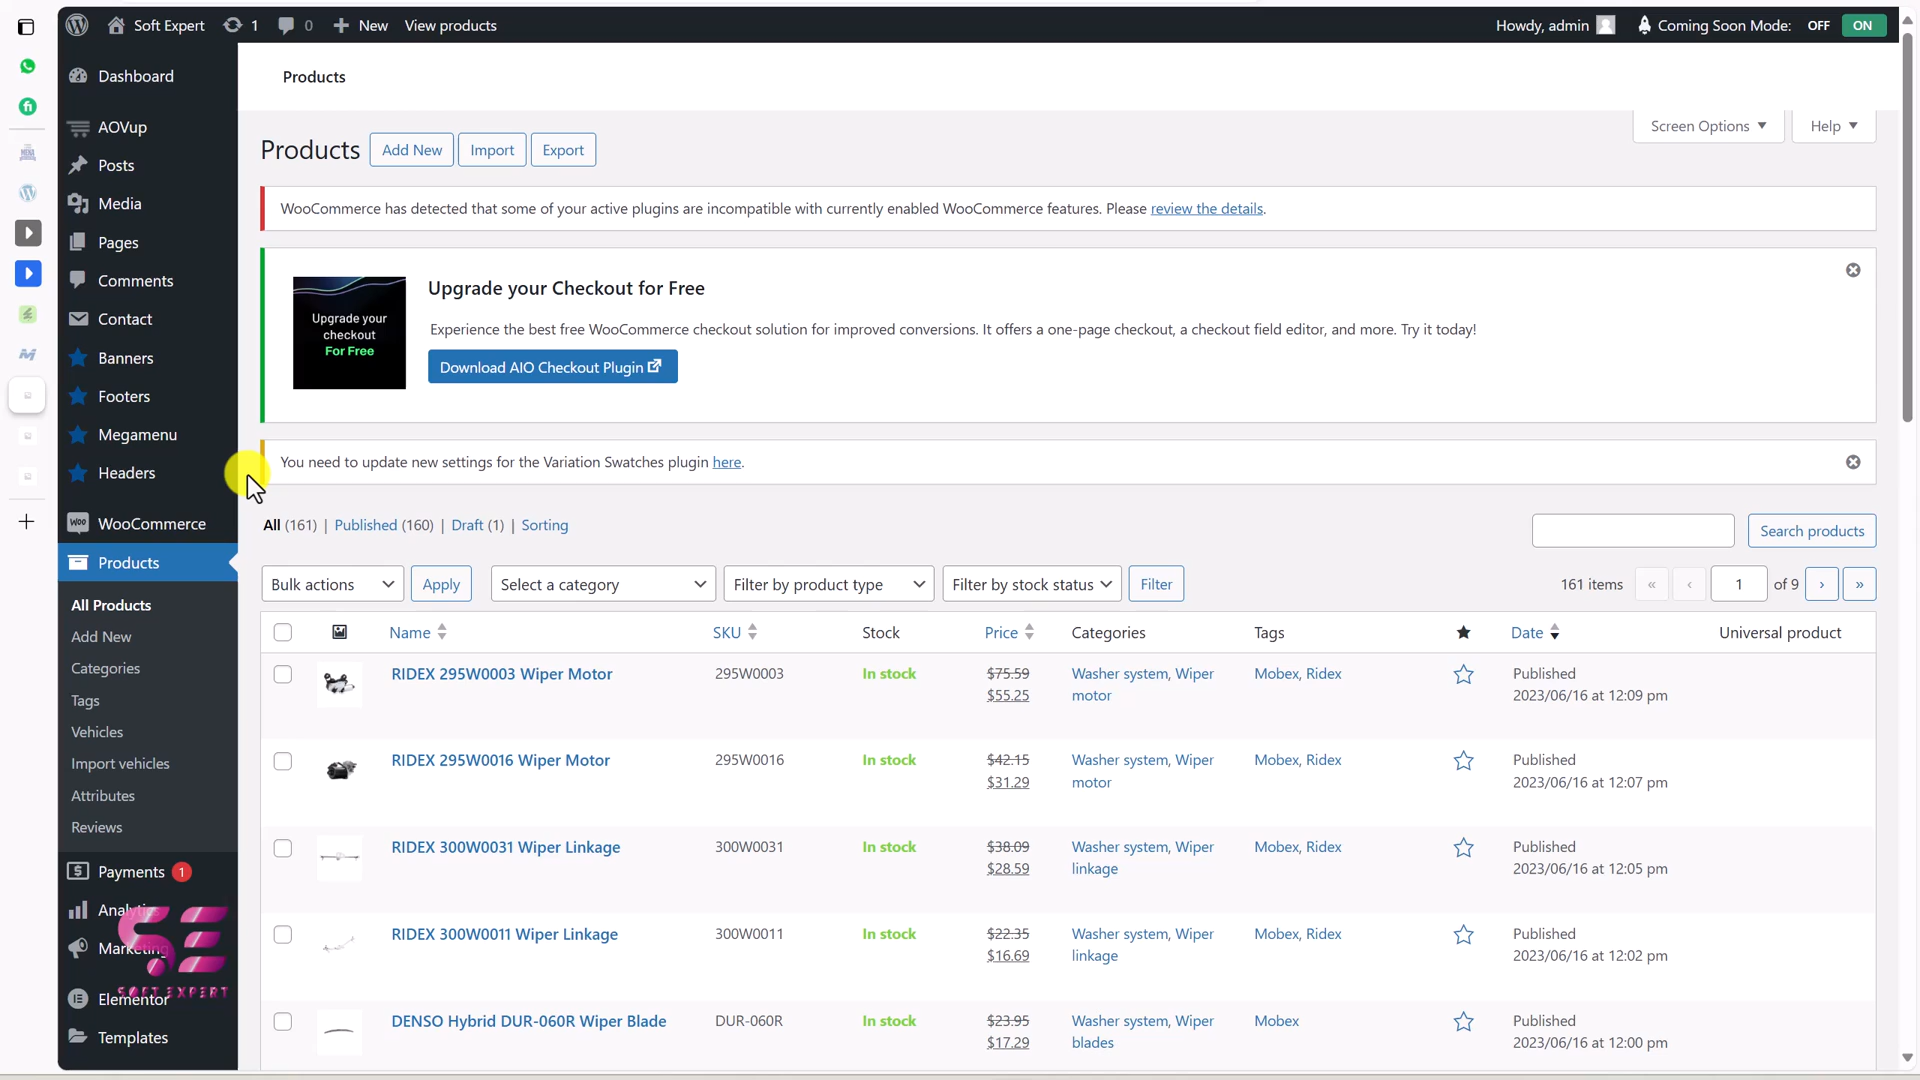 Soft Expert 1 0 New View products Howdy, admin Coming Soon Mode: OFF ON
Dashboard
AOVup
Posts
Media
Pages
Comments
Contact
Banners
Footers
Megamenu
Headers
WooCommerce
Products
All Products
Add New
Categories
Tags
Vehicles
Import vehicles
Attributes
Reviews
Payments 1
Analytics
Marketing
Elementor
Templates
SE
SOFT EXPERT
Products
Screen Options Help
Products Add New Import Export
WooCommerce has detected that some of your active plugins are incompatible with currently enabled WooCommerce features. Please review the details.
Upgrade your
checkout
For Free
Upgrade your Checkout for Free
Experience the best free WooCommerce checkout solution for improved conversions. It offers a one-page checkout, a checkout field editor, and more. Try it today!
Download AIO Checkout Plugin
You need to update new settings for the Variation Swatches plugin here.
All (161) | Published (160) | Draft (1) | Sorting
Search products
Bulk actions Apply Select a category Filter by product type Filter by stock status Filter 161 items « ‹ 1 of 9 › »
Name SKU Stock Price Categories Tags Date Universal product
RIDEX 295W0003 Wiper Motor 295W0003 In stock $75.59 Washer system, Wiper Mobex, Ridex Published
$55.25 motor 2023/06/16 at 12:09 pm
RIDEX 295W0016 Wiper Motor 295W0016 In stock $42.15 Washer system, Wiper Mobex, Ridex Published
$31.29 motor 2023/06/16 at 12:07 pm
RIDEX 300W0031 Wiper Linkage 300W0031 In stock $38.09 Washer system, Wiper Mobex, Ridex Published
$28.59 linkage 2023/06/16 at 12:05 pm
RIDEX 300W0011 Wiper Linkage 300W0011 In stock $22.35 Washer system, Wiper Mobex, Ridex Published
$16.69 linkage 2023/06/16 at 12:02 pm
DENSO Hybrid DUR-060R Wiper Blade DUR-060R In stock $23.95 Washer system, Wiper Mobex Published
$17.29 blades 2023/06/16 at 12:00 pm